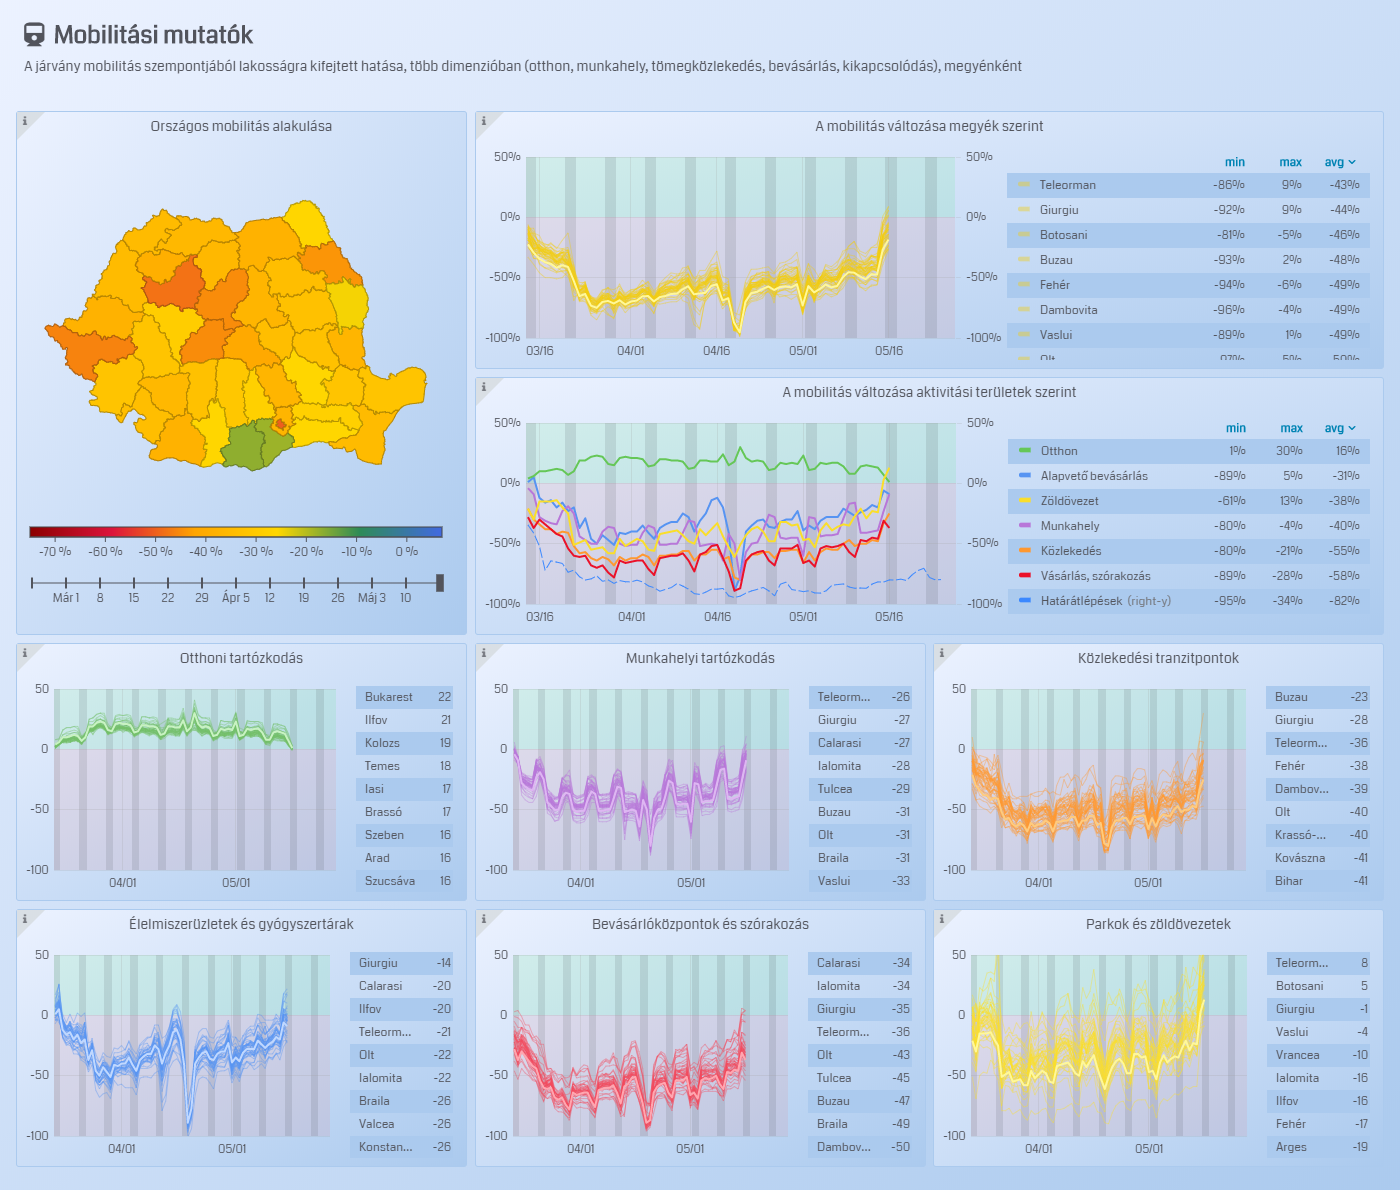 Mobilitási mutatók
A járvány mobilitás szempontjából lakosságra kifejtett hatása, több dimenzióban (otthon, munkahely, tömegközlekedés, bevásárlás, kikapcsolódás), megyénként
Országos mobilitás alakulása
-70 % -60 % -50 % -40 % -30 % -20 % -10 % 0 %
Már 1 8 15 22 29 Ápr 5 12 19 26 Máj 3 10
A mobilitás változása megyék szerint
50% 50%
0% 0%
-50% -50%
-100% -100%
03/16 04/01 04/16 05/01 05/16
min max avg
Teleorman -86% 9% -43%
Giurgiu -92% 9% -44%
Botosani -81% -5% -46%
Buzau -93% 2% -48%
Fehér -94% -6% -49%
Dambovita -96% -4% -49%
Vaslui -89% 1% -49%
A mobilitás változása aktivitási területek szerint
50% 50%
0% 0%
-50% -50%
-100% -100%
03/16 04/01 04/16 05/01 05/16
min max avg
Otthon 1% 30% 16%
Alapvető bevásárlás -89% 5% -31%
Zöldövezet -61% 13% -38%
Munkahely -80% -4% -40%
Közlekedés -80% -21% -55%
Vásárlás, szórakozás -89% -28% -58%
Határátlépések (right-y) -95% -34% -82%
Otthoni tartózkodás
50
0
-50
-100
04/01 05/01
Bukarest 22
Ilfov 21
Kolozs 19
Temes 18
Iasi 17
Brassó 17
Szeben 16
Arad 16
Szucsáva 16
Munkahelyi tartózkodás
50
0
-50
-100
04/01 05/01
Teleorm... -26
Giurgiu -27
Calarasi -27
Ialomita -28
Tulcea -29
Buzau -31
Olt -31
Braila -31
Vaslui -33
Közlekedési tranzitpontok
50
0
-50
-100
04/01 05/01
Buzau -23
Giurgiu -28
Teleorm... -36
Fehér -38
Dambov... -39
Olt -40
Krassó-... -40
Kovászna -41
Bihar -41
Élelmiszerüzletek és gyógyszertárak
50
0
-50
-100
04/01 05/01
Giurgiu -14
Calarasi -20
Ilfov -20
Teleorm... -21
Olt -22
Ialomita -22
Braila -26
Valcea -26
Konstan... -26
Bevásárlóközpontok és szórakozás
50
0
-50
-100
04/01 05/01
Calarasi -34
Ialomita -34
Giurgiu -35
Teleorm... -36
Olt -43
Tulcea -45
Buzau -47
Braila -49
Dambov... -50
Parkok és zöldövezetek
50
0
-50
-100
04/01 05/01
Teleorm... 8
Botosani 5
Giurgiu -1
Vaslui -4
Vrancea -10
Ialomita -16
Ilfov -16
Fehér -17
Arges -19